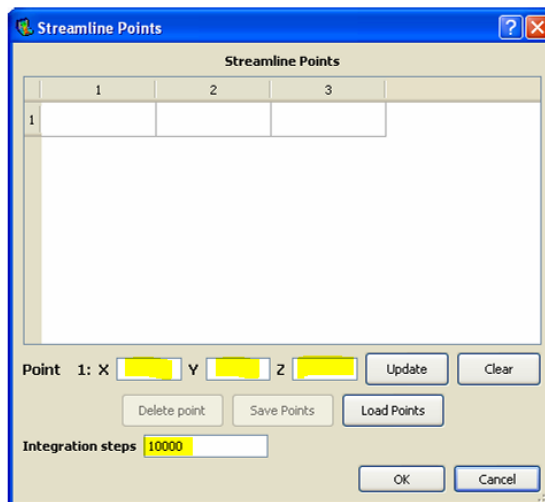 Streamline Points
Streamline Points
1 2 3
1
Point 1: X Y Z Update Clear
Delete point Save Points Load Points
Integration steps 10000
OK Cancel